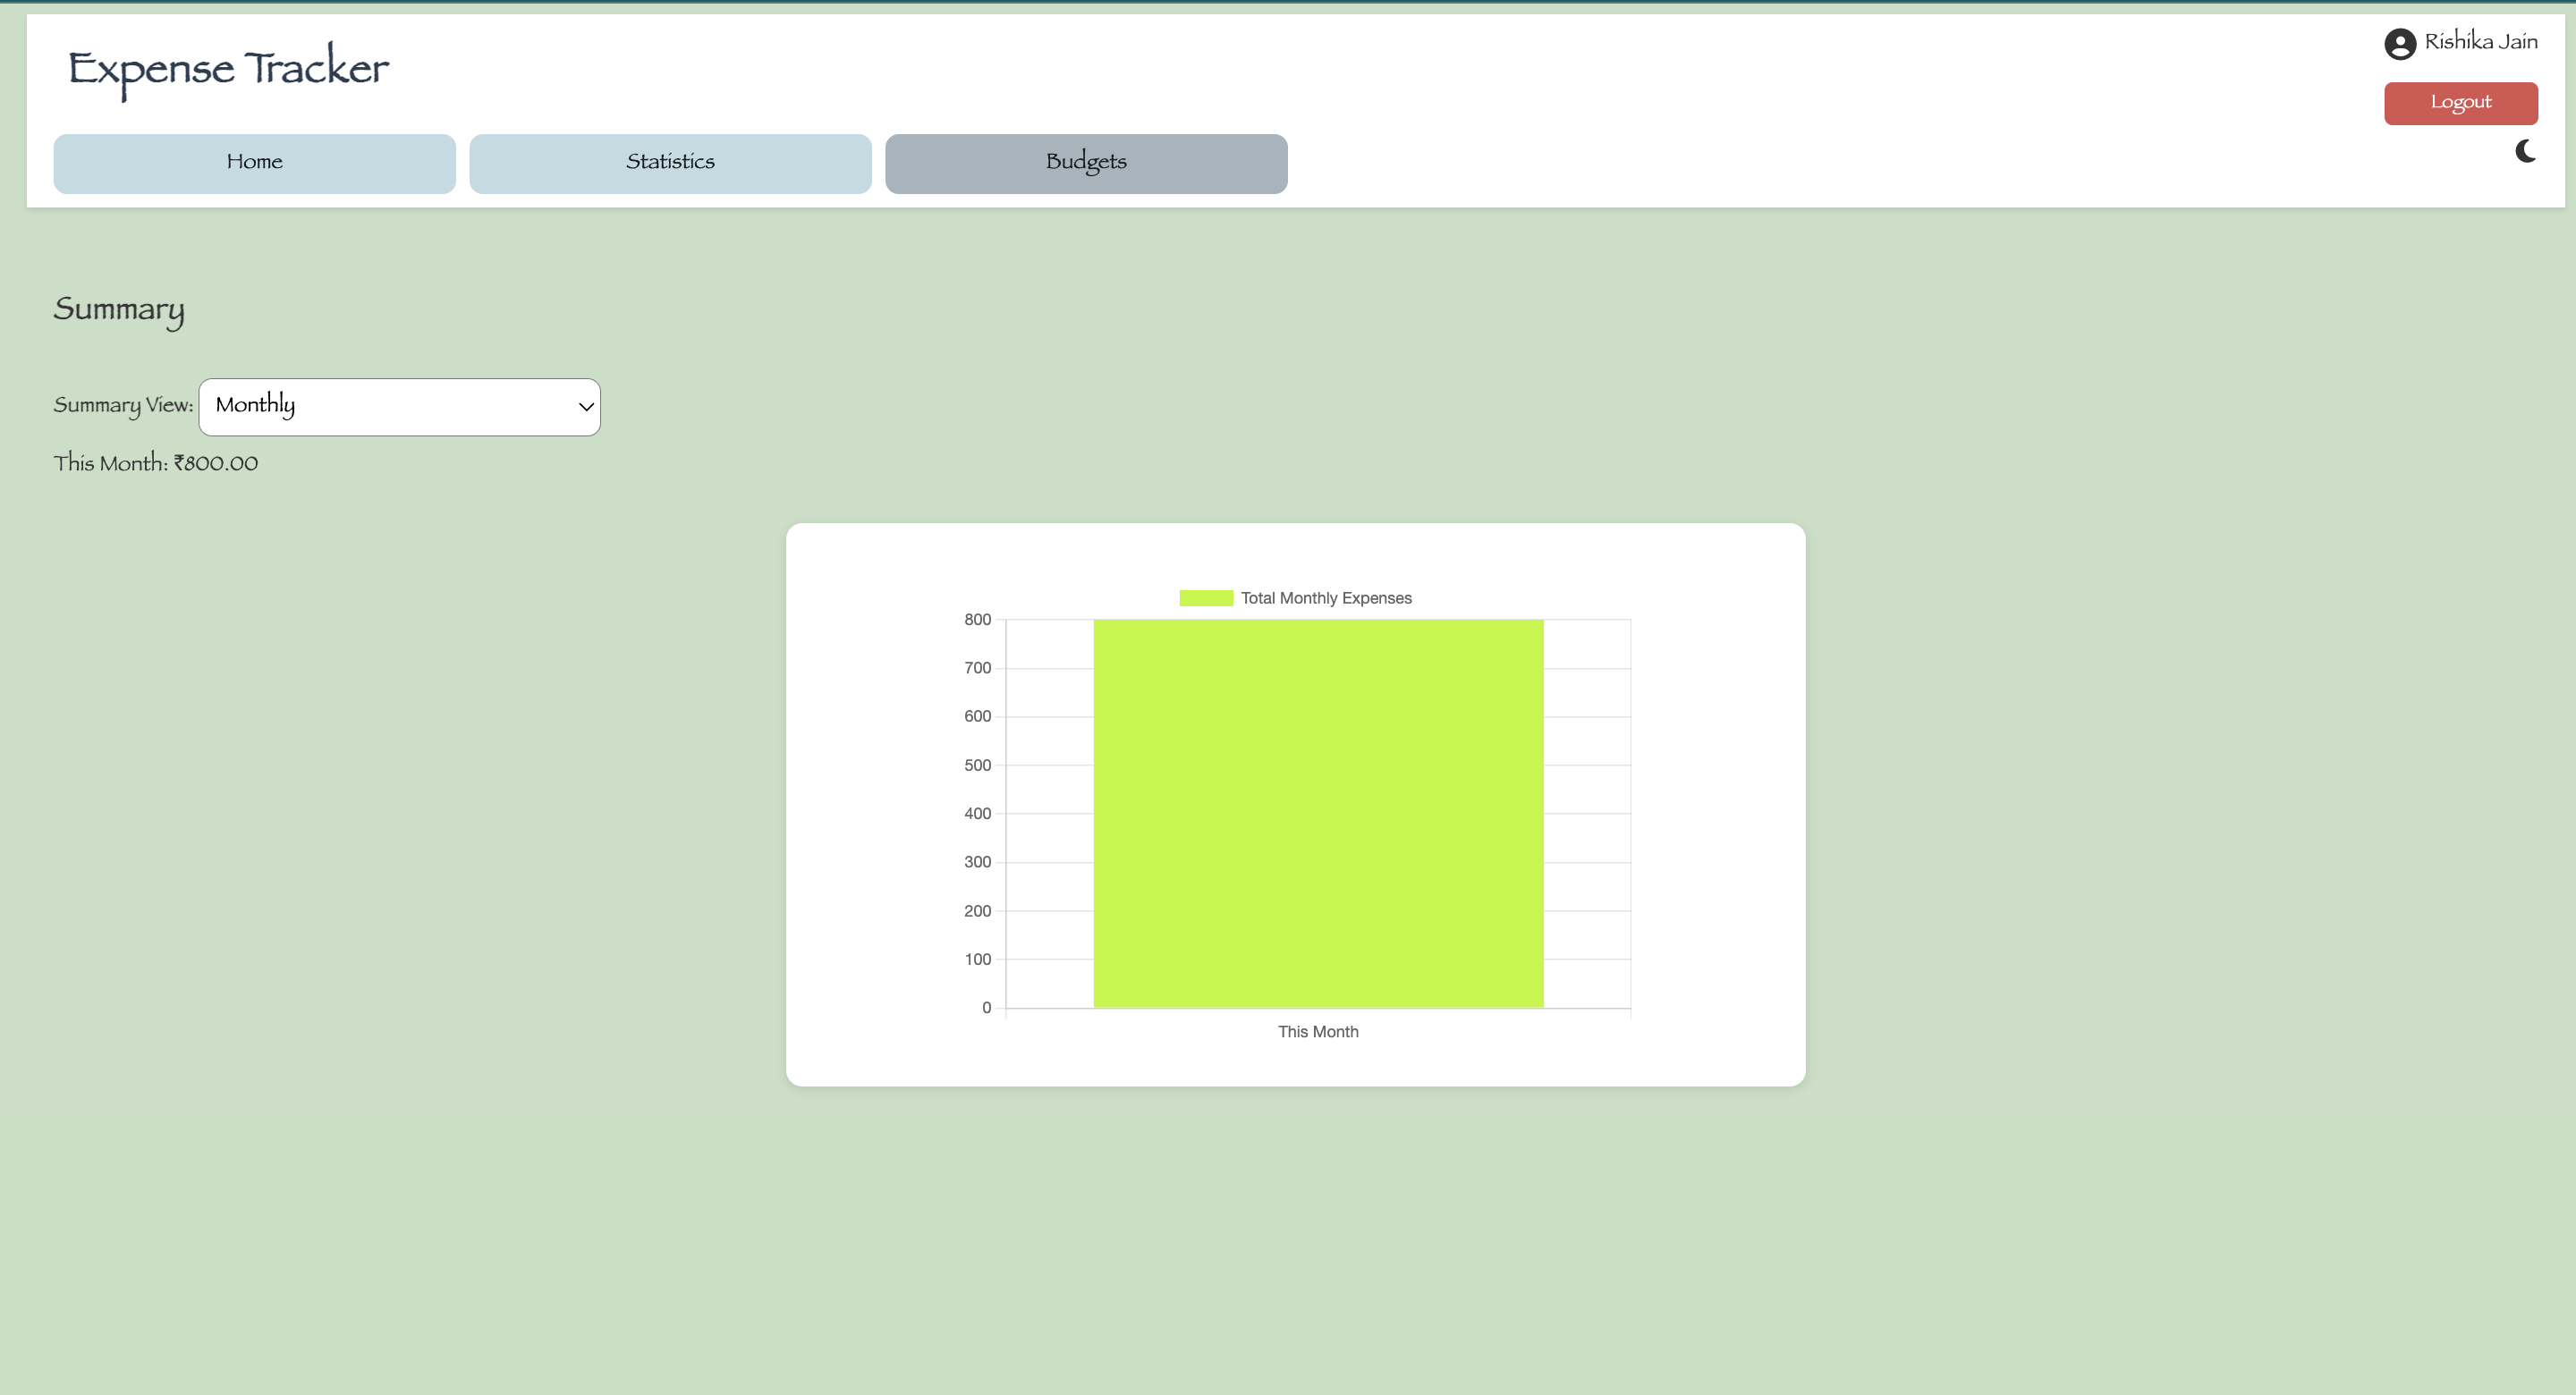 Expense Tracker
Rishika Jain
Logout
Home
Statistics
Budgets
Summary
Summary View: Monthly
This Month: ₹800.00
Total Monthly Expenses
800
700
600
500
400
300
200
100
0
This Month